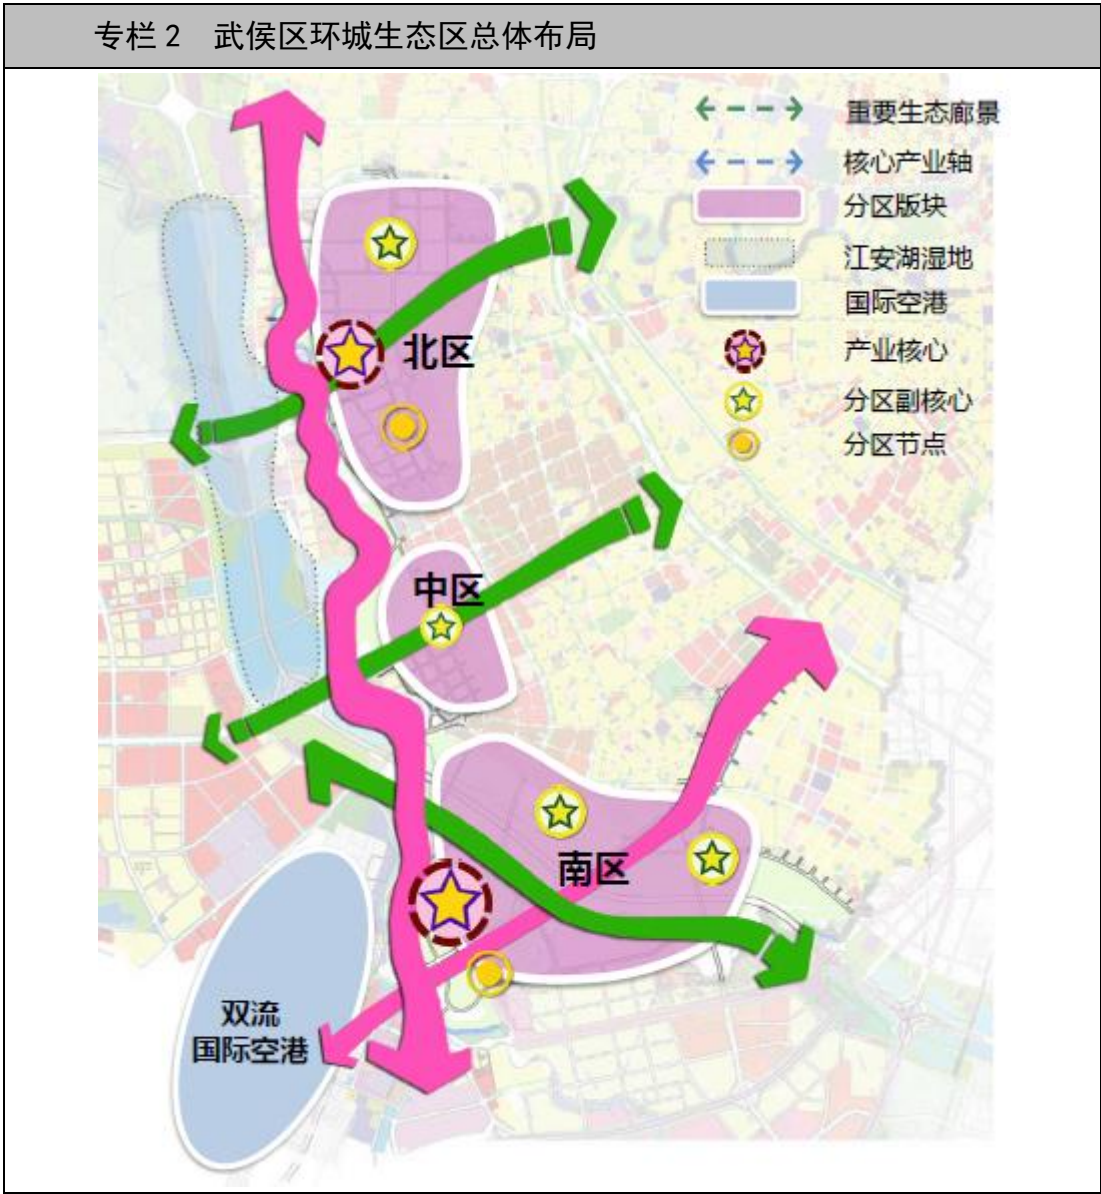 专栏 2 武侯区环城生态区总体布局
重要生态廊景
核心产业轴
分区版块
江安湖湿地
国际空港
产业核心
分区副核心
分区节点
北区
中区
南区
双流
国际空港